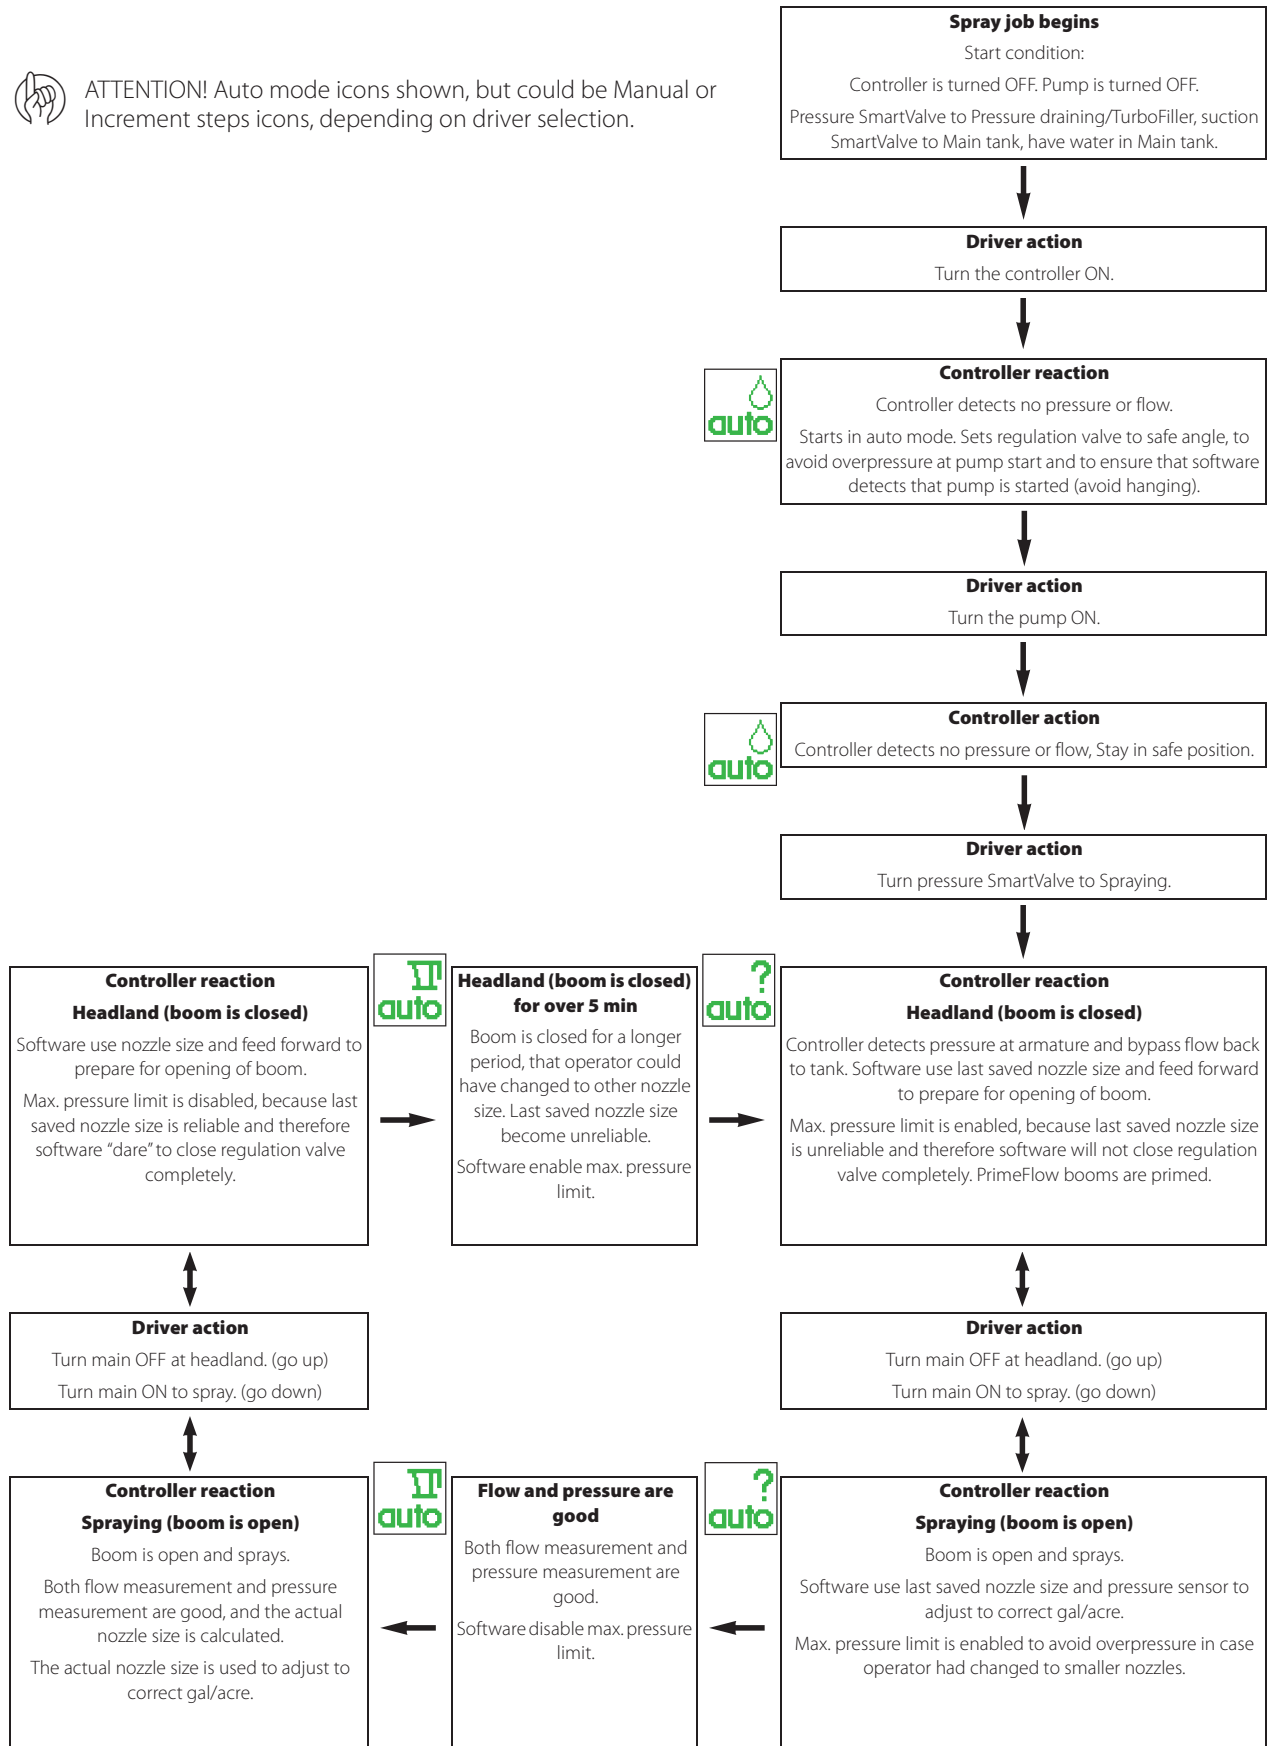 ATTENTION! Auto mode icons shown, but could be Manual or
Increment steps icons, depending on driver selection.
Spray job begins
Start condition:
Controller is turned OFF. Pump is turned OFF.
Pressure SmartValve to Pressure draining/TurboFiller, suction
SmartValve to Main tank, have water in Main tank.
Driver action
Turn the controller ON.
auto
Controller reaction
Controller detects no pressure or flow.
Starts in auto mode. Sets regulation valve to safe angle, to
avoid overpressure at pump start and to ensure that software
detects that pump is started (avoid hanging).
Driver action
Turn the pump ON.
auto
Controller action
Controller detects no pressure or flow, Stay in safe position.
Driver action
Turn pressure SmartValve to Spraying.
Controller reaction
Headland (boom is closed)
Software use nozzle size and feed forward to
prepare for opening of boom.
Max. pressure limit is disabled, because last
saved nozzle size is reliable and therefore
software “dare” to close regulation valve
completely.
auto
Headland (boom is closed)
for over 5 min
Boom is closed for a longer
period, that operator could
have changed to other nozzle
size. Last saved nozzle size
become unreliable.
Software enable max. pressure
limit.
?
auto
Controller reaction
Headland (boom is closed)
Controller detects pressure at armature and bypass flow back
to tank. Software use last saved nozzle size and feed forward
to prepare for opening of boom.
Max. pressure limit is enabled, because last saved nozzle size
is unreliable and therefore software will not close regulation
valve completely. PrimeFlow booms are primed.
Driver action
Turn main OFF at headland. (go up)
Turn main ON to spray. (go down)
Driver action
Turn main OFF at headland. (go up)
Turn main ON to spray. (go down)
Controller reaction
Spraying (boom is open)
Boom is open and sprays.
Both flow measurement and pressure
measurement are good, and the actual
nozzle size is calculated.
The actual nozzle size is used to adjust to
correct gal/acre.
auto
Flow and pressure are
good
Both flow measurement and
pressure measurement are
good.
Software disable max. pressure
limit.
?
auto
Controller reaction
Spraying (boom is open)
Boom is open and sprays.
Software use last saved nozzle size and pressure sensor to
adjust to correct gal/acre.
Max. pressure limit is enabled to avoid overpressure in case
operator had changed to smaller nozzles.